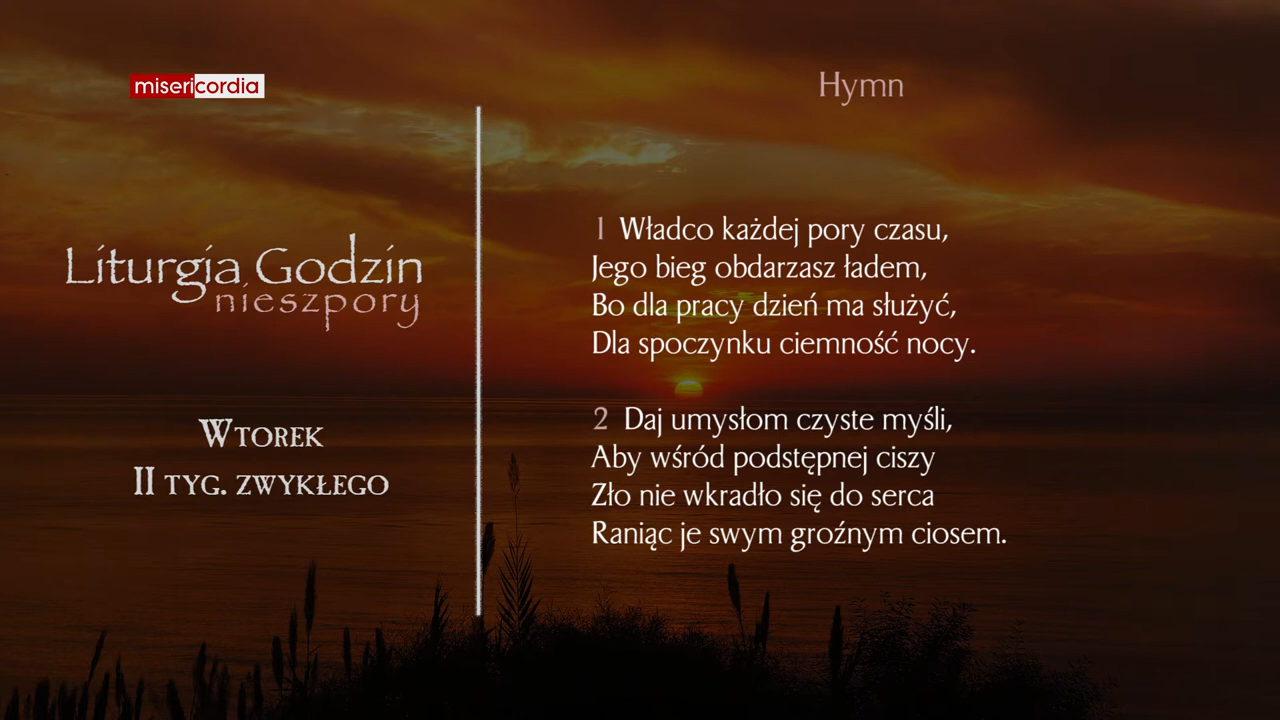 misericordia
Liturgia Godzin
nieszpory
Wtorek
II tyg. zwykłego
Hymn
1 Władco każdej pory czasu,
Jego bieg obdarzasz ładem,
Bo dla pracy dzień ma służyć,
Dla spoczynku ciemność nocy.
2 Daj umysłom czyste myśli,
Aby wśród podstępnej ciszy
Zło nie wkradło się do serca
Raniąc je swym groźnym ciosem.